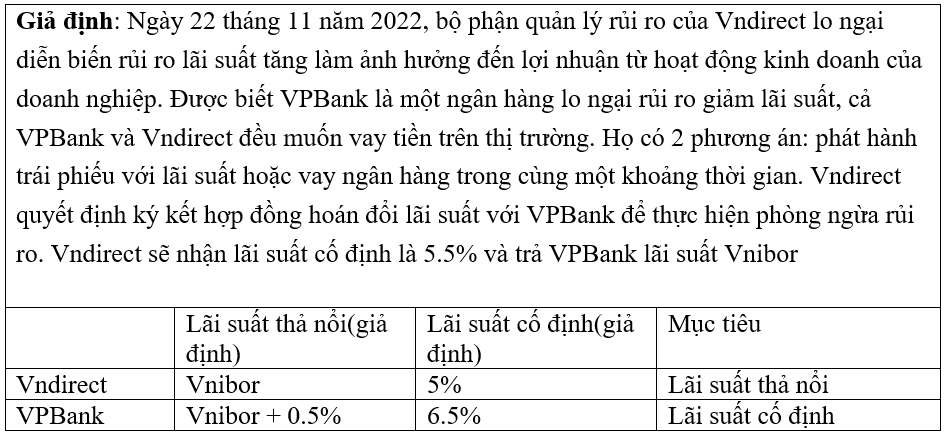 Giả định: Ngày 22 tháng 11 năm 2022, bộ phận quản lý rủi ro của Vndirect lo ngại
diễn biến rủi ro lãi suất tăng làm ảnh hưởng đến lợi nhuận từ hoạt động kinh doanh của
doanh nghiệp. Được biết VPBank là một ngân hàng lo ngại rủi ro giảm lãi suất, cả
VPBank và Vndirect đều muốn vay tiền trên thị trường. Họ có 2 phương án: phát hành
trái phiếu với lãi suất hoặc vay ngân hàng trong cùng một khoảng thời gian. Vndirect
quyết định ký kết hợp đồng hoán đổi lãi suất với VPBank để thực hiện phòng ngừa rủi
ro. Vndirect sẽ nhận lãi suất cố định là 5.5% và trả VPBank lãi suất Vnibor
Lãi suất thả nổi(giả định) Lãi suất cố định(giả định) Mục tiêu
Vndirect Vnibor 5% Lãi suất thả nổi
VPBank Vnibor + 0.5% 6.5% Lãi suất cố định